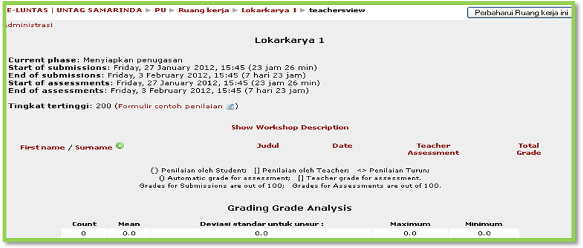 E-LUNTAS | UNTAG SAMARINDA ► PU ► Ruang kerja ► Lokarkarya 1 ► teachersview
Perbaharui Ruang kerja ini
Administrasi
Lokarkarya 1
Current phase: Menyiapkan penugasan
Start of submissions: Friday, 27 January 2012, 15:45 (23 jam 26 min)
End of submissions: Friday, 3 February 2012, 15:45 (7 hari 23 jam)
Start of assessments: Friday, 27 January 2012, 15:45 (23 jam 26 min)
End of assessments: Friday, 3 February 2012, 15:45 (7 hari 23 jam)
Tingkat tertinggi: 200 (Formulir contoh penilaian)
Show Workshop Description
First name / Surname Judul Date Teacher Assessment Total Grade
{} Penilaian oleh Student; [] Penilaian oleh Teacher; <> Penilaian Turun;
() Automatic grade for assessment; [] Teacher grade for assessment.
Grades for Submissions are out of 100; Grades for Assessments are out of 100.
Grading Grade Analysis
Count Mean Deviasi standar untuk unsur : Maximum Minimum
0 0.0 0.0 0.0 0.0